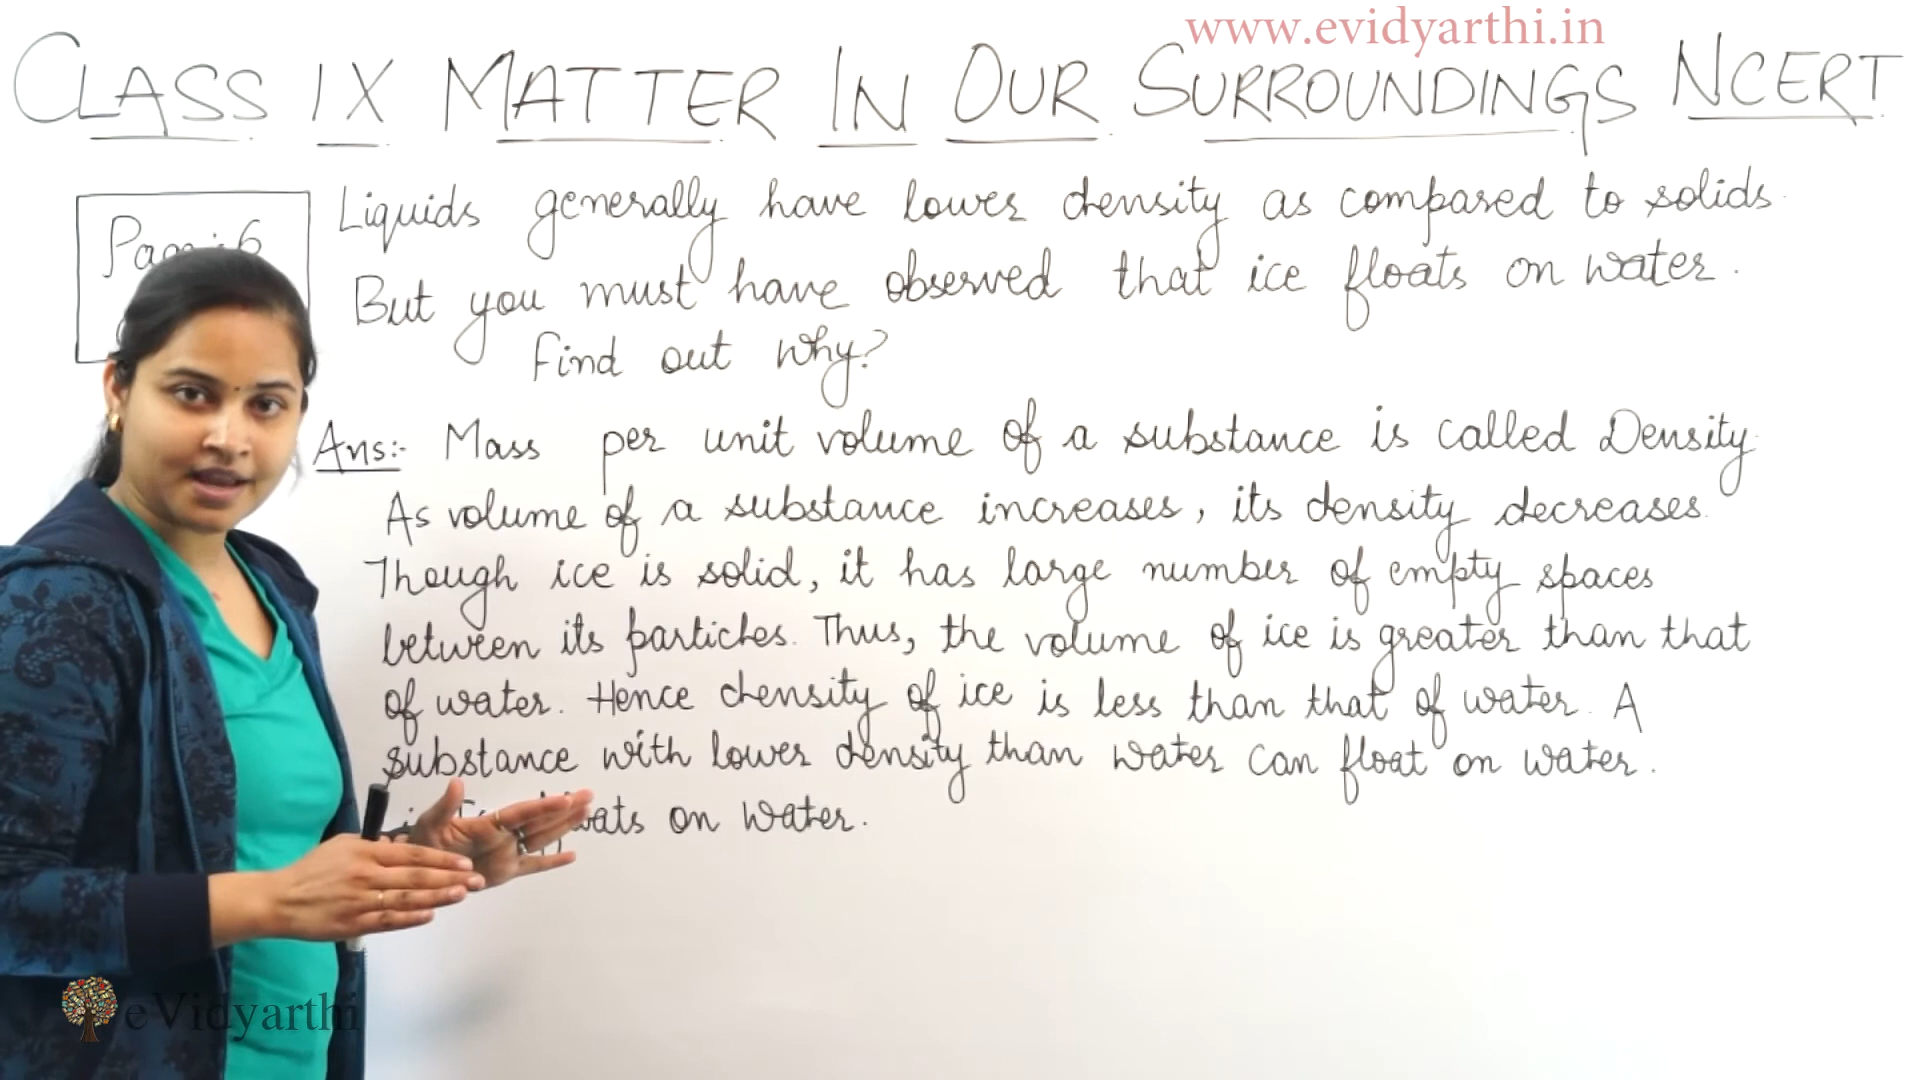 www.evidyarthi.in
CLASS IX MATTER IN OUR SURROUNDINGS NCERT
Page:-6
Liquids generally have lower density as compared to solids.
But you must have observed that ice floats on water.
Find out why?
Ans:- Mass per unit volume of a substance is called Density.
As volume of a substance increases, its density decreases.
Though ice is solid, it has large number of empty spaces
between its particles. Thus, the volume of ice is greater than that
of water. Hence density of ice is less than that of water. A
substance with lower density than water can float on water.
on water.
eVidyarthi